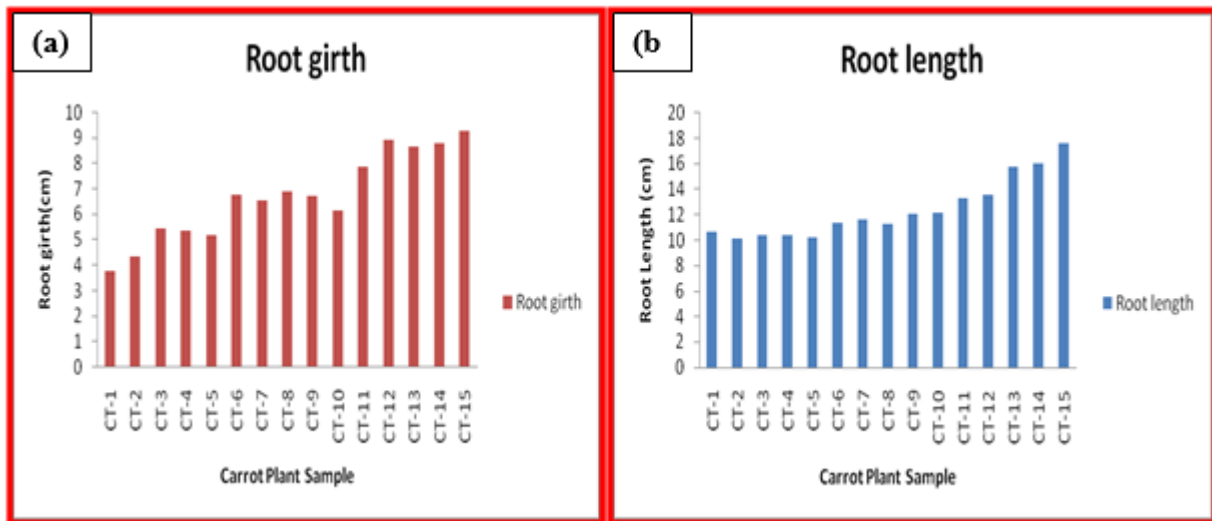 (a)
Root girth
10
9
8
7
6
5
4
3
2
1
0
Root girth(cm)
CT-1
CT-2
CT-3
CT-4
CT-5
CT-6
CT-7
CT-8
CT-9
CT-10
CT-11
CT-12
CT-13
CT-14
CT-15
Carrot Plant Sample
Root girth
(b
Root length
20
18
16
14
12
10
8
6
4
2
0
Root Length (cm)
CT-1
CT-2
CT-3
CT-4
CT-5
CT-6
CT-7
CT-8
CT-9
CT-10
CT-11
CT-12
CT-13
CT-14
CT-15
Carrot Plant Sample
Root length